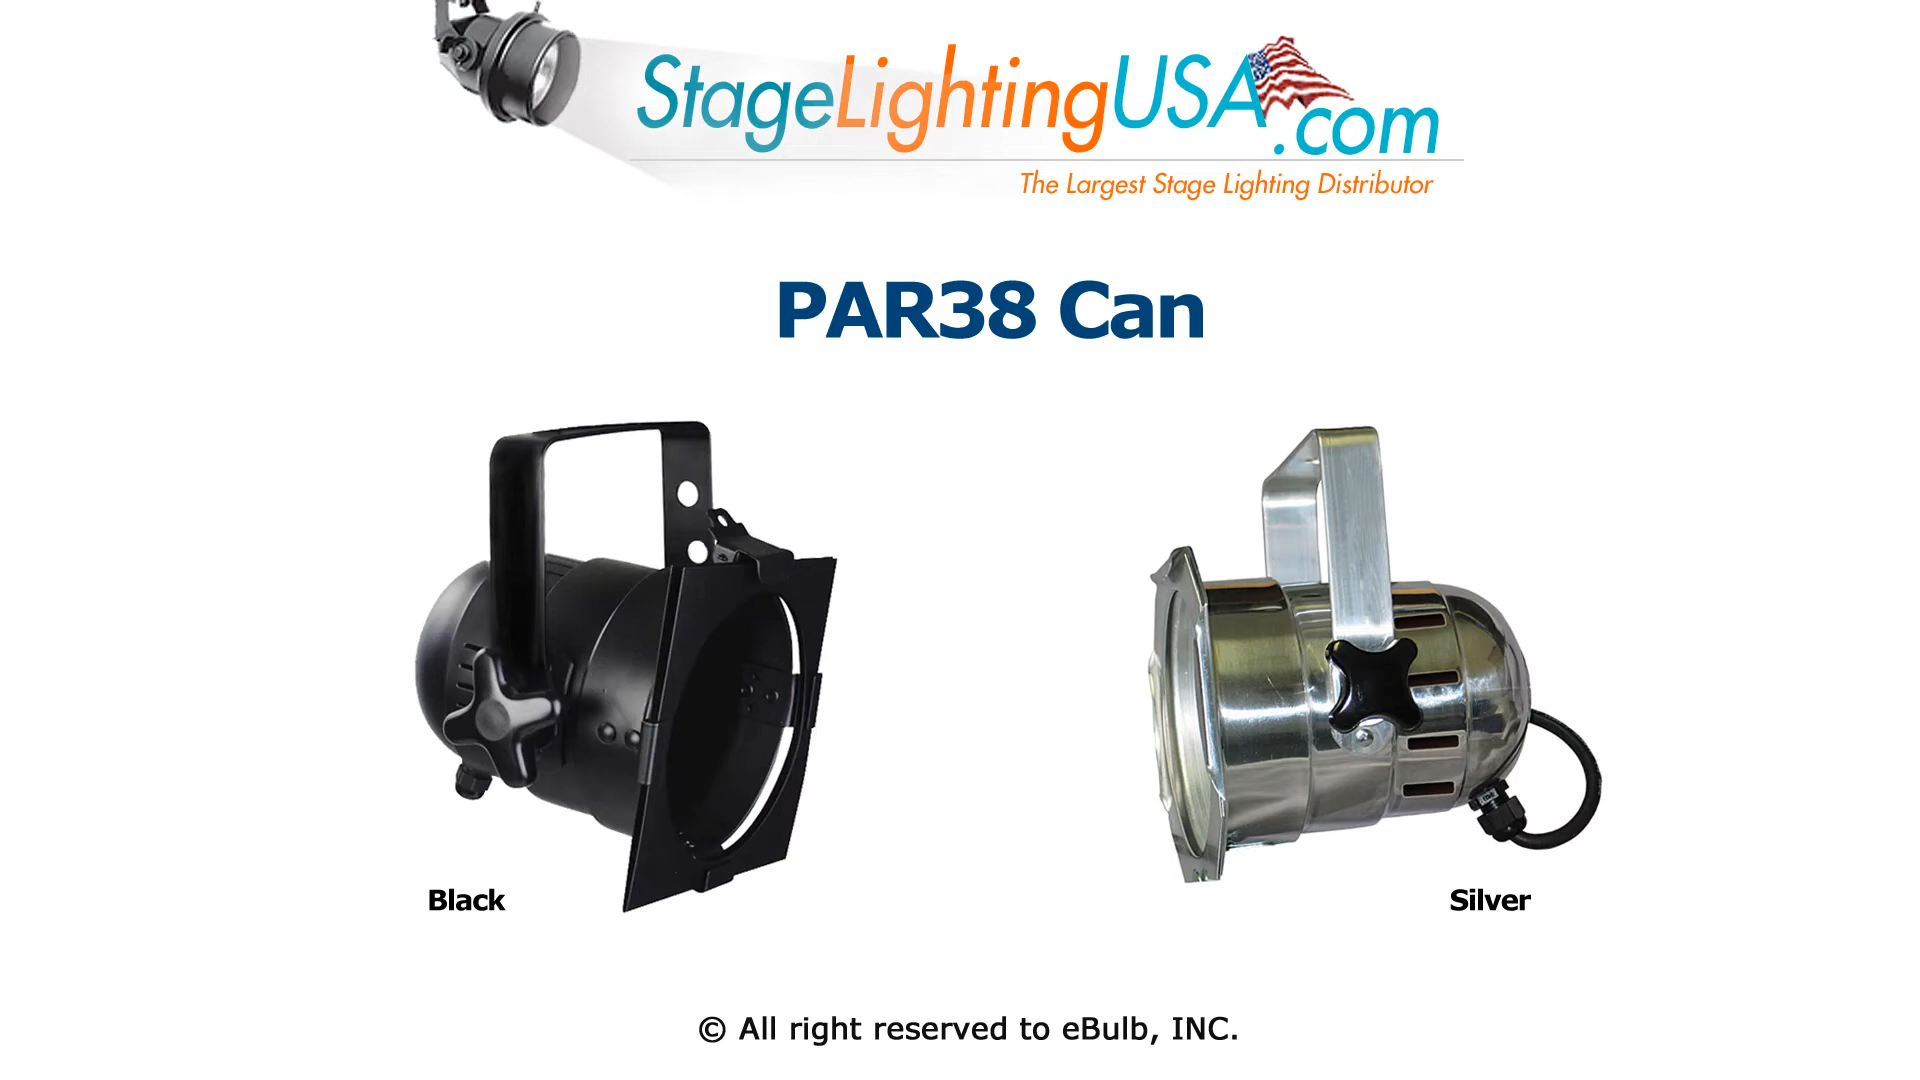 StageLightingUSA.com
The Largest Stage Lighting Distributor
PAR38 Can
Black
Silver
© All right reserved to eBulb, INC.